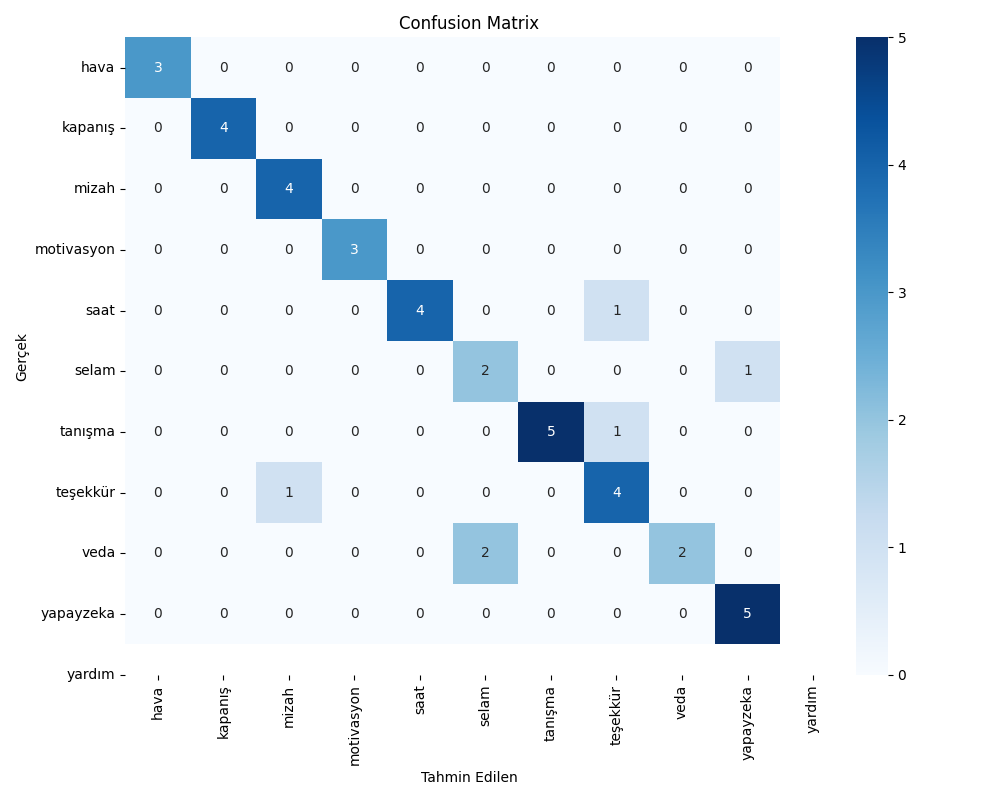 Confusion Matrix
Gerçek
hava 3 0 0 0 0 0 0 0 0 0
kapanış 0 4 0 0 0 0 0 0 0 0
mizah 0 0 4 0 0 0 0 0 0 0
motivasyon 0 0 0 3 0 0 0 0 0 0
saat 0 0 0 0 4 0 0 1 0 0
selam 0 0 0 0 0 2 0 0 0 1
tanışma 0 0 0 0 0 0 5 1 0 0
teşekkür 0 0 1 0 0 0 0 4 0 0
veda 0 0 0 0 0 2 0 0 2 0
yapayzeka 0 0 0 0 0 0 0 0 0 5
yardım
hava kapanış mizah motivasyon saat selam tanışma teşekkür veda yapayzeka yardım
Tahmin Edilen
5
4
3
2
1
0